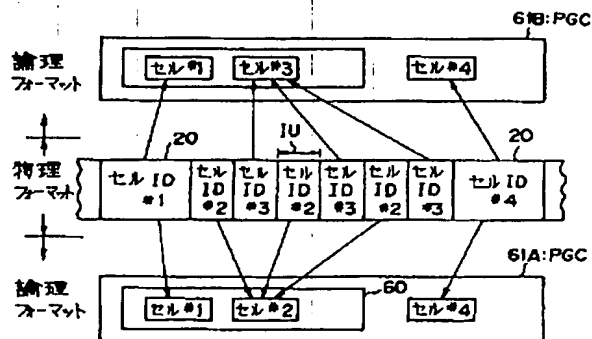 61B:PGC
論理
フォーマット
セル#1
セル#3
セル#4
20
IU
20
物理
フォーマット
セル ID #1
セル ID #2
セル ID #3
セル ID #2
セル ID #3
セル ID #2
セル ID #3
セル ID #4
61A:PGC
論理
フォーマット
60
セル#1
セル#2
セル#4